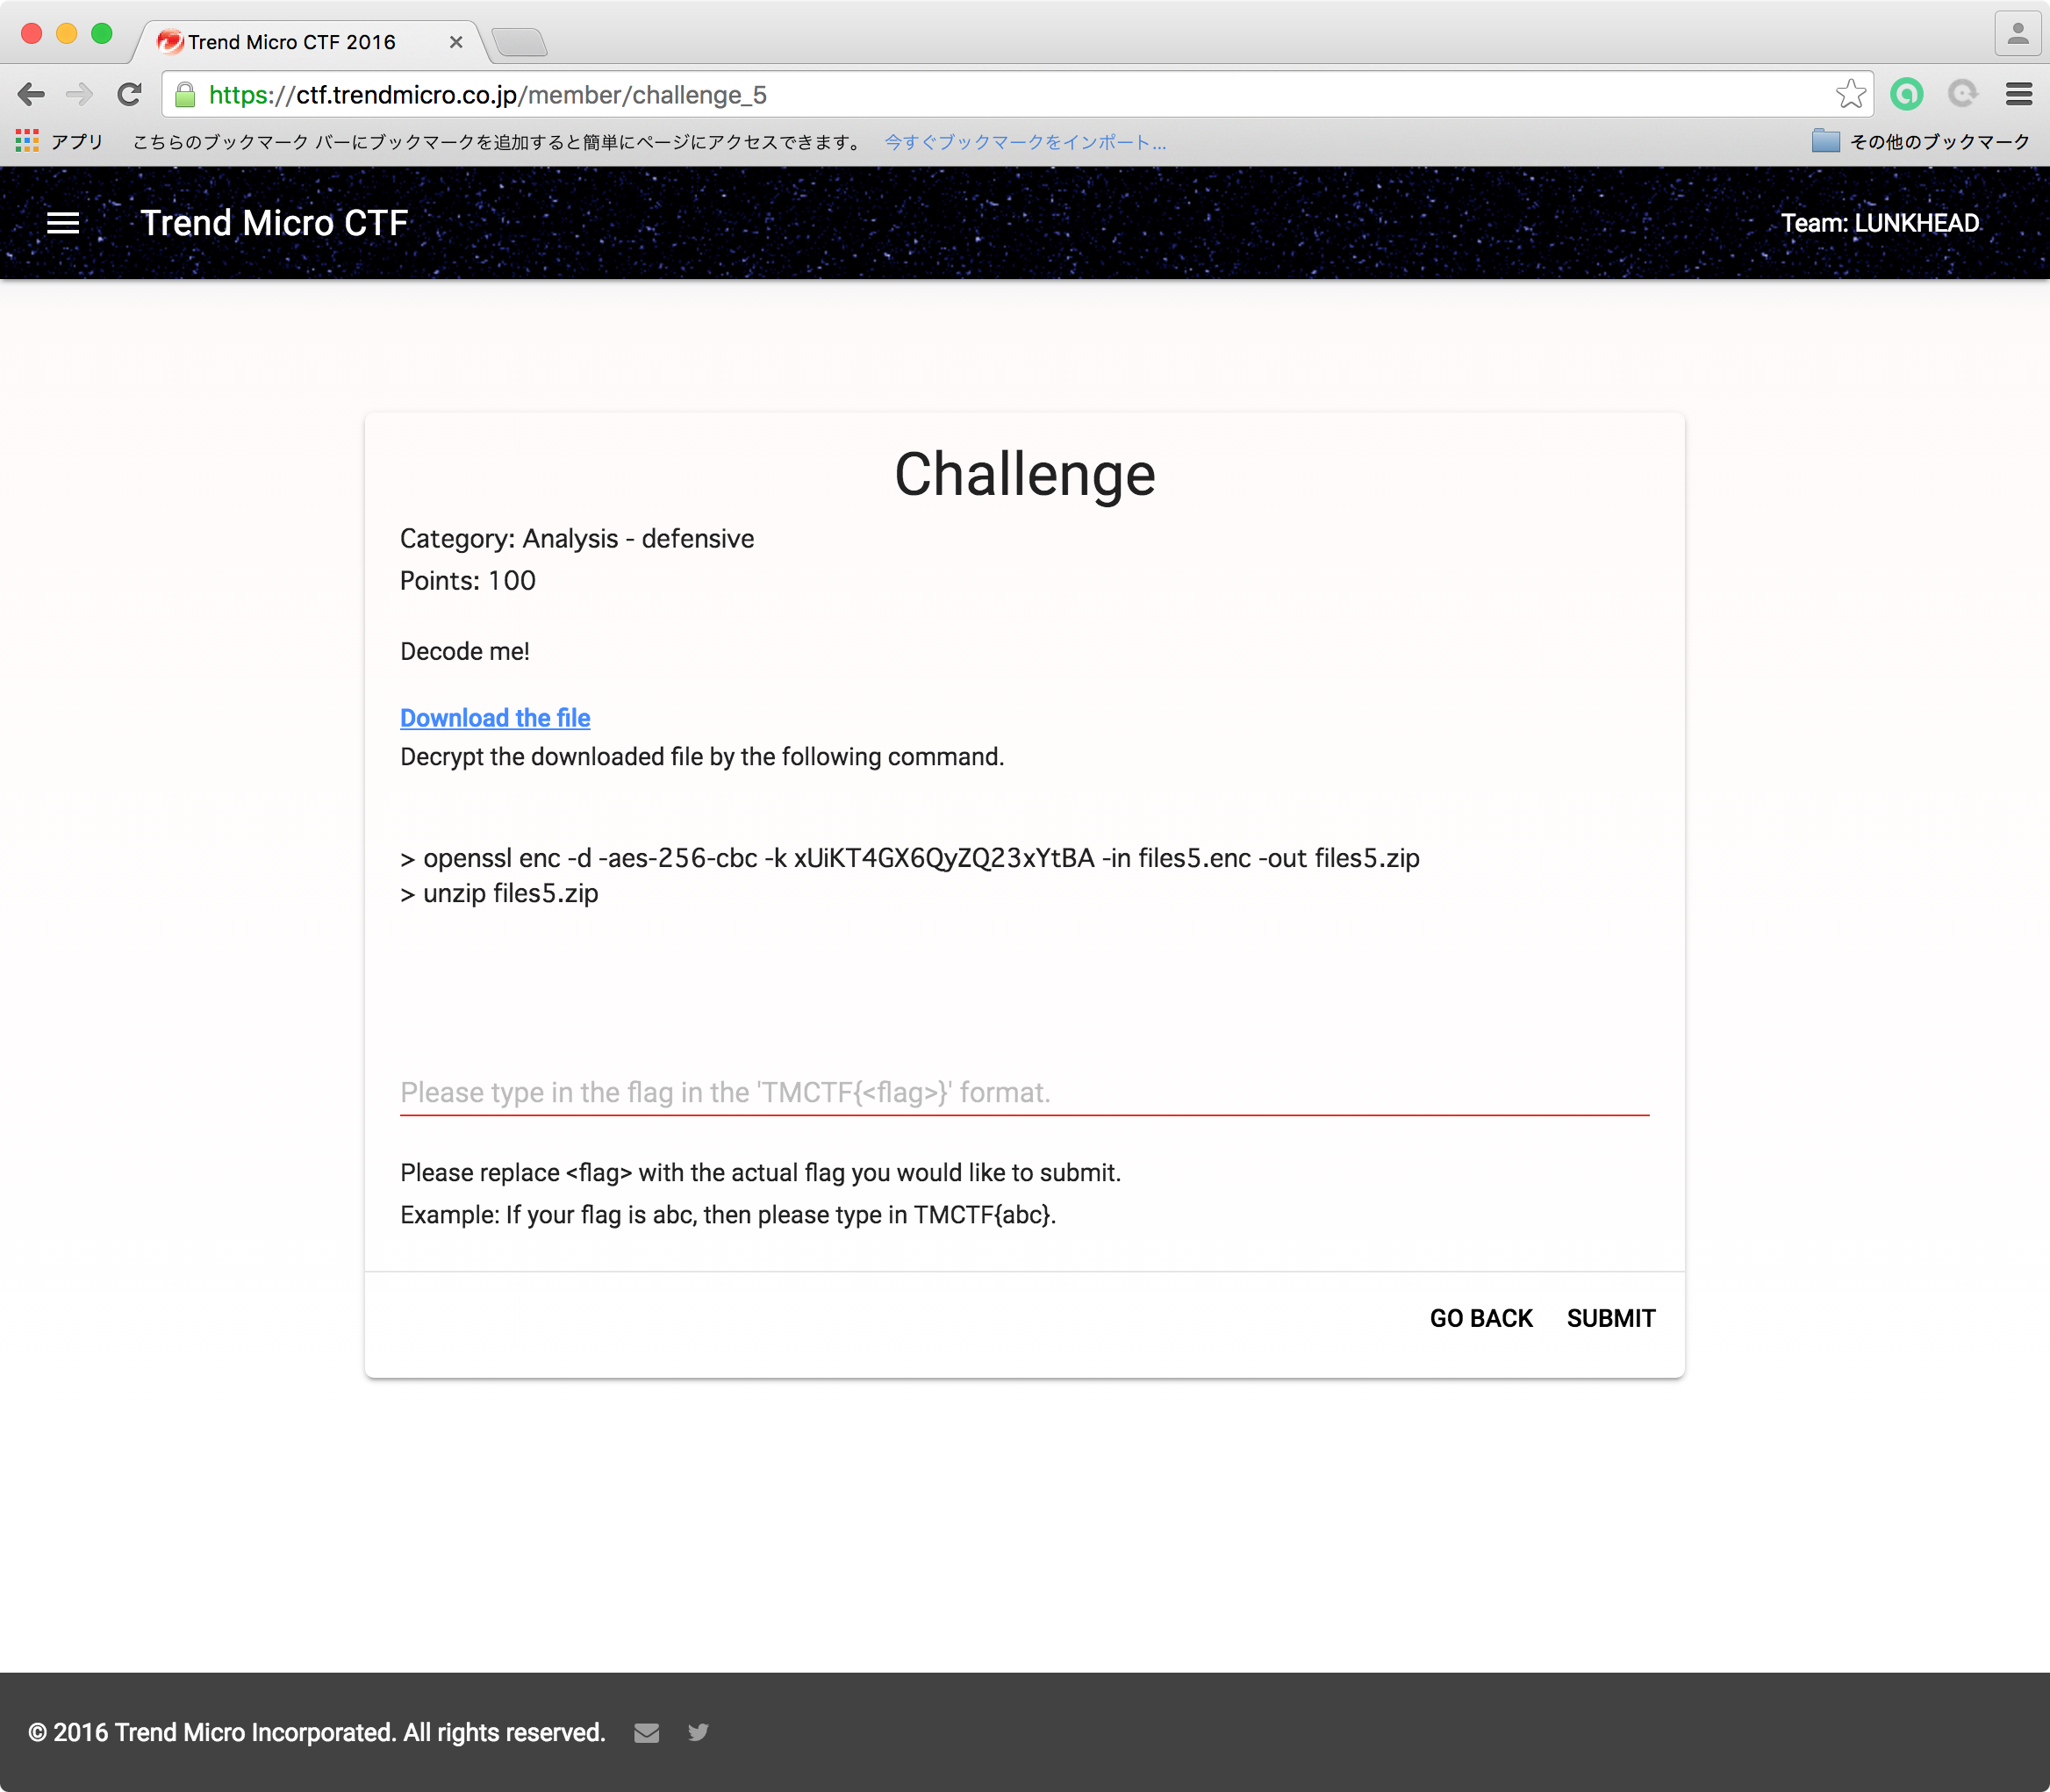 Trend Micro CTF 2016
https://ctf.trendmicro.co.jp/member/challenge_5
アプリ こちらのブックマーク バーにブックマークを追加すると簡単にページにアクセスできます。 今すぐブックマークをインポート... その他のブックマーク
Trend Micro CTF Team: LUNKHEAD
Challenge
Category: Analysis - defensive
Points: 100
Decode me!
Download the file
Decrypt the downloaded file by the following command.
> openssl enc -d -aes-256-cbc -k xUiKT4GX6QyZQ23xYtBA -in files5.enc -out files5.zip
> unzip files5.zip
Please type in the flag in the 'TMCTF{<flag>}' format.
Please replace <flag> with the actual flag you would like to submit.
Example: If your flag is abc, then please type in TMCTF{abc}.
GO BACK SUBMIT
© 2016 Trend Micro Incorporated. All rights reserved.